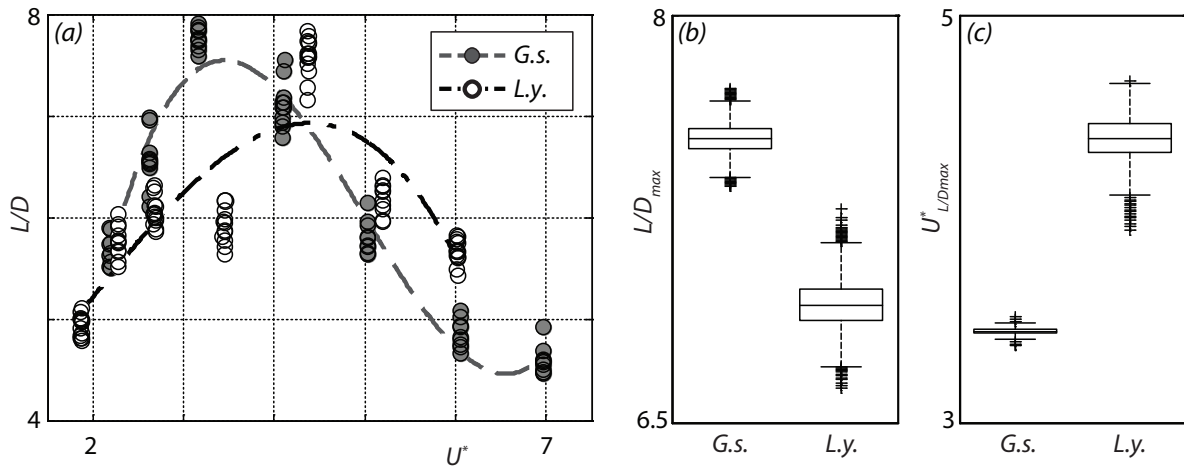 (a)
G.s.
L.y.
L/D
8
4
2
U*
7
(b)
L/Dmax
8
6.5
G.s.
L.y.
(c)
U*L/Dmax
5
3
G.s.
L.y.